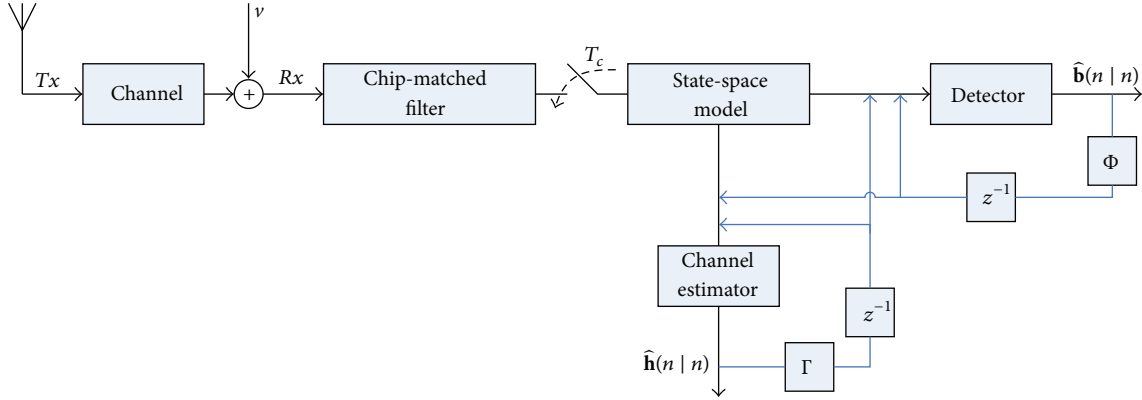 v
Tx
Channel
+
Rx
Chip-matched
filter
T_c
State-space
model
Detector
b̂(n | n)
Φ
z⁻¹
Channel
estimator
z⁻¹
ĥ(n | n)
Γ